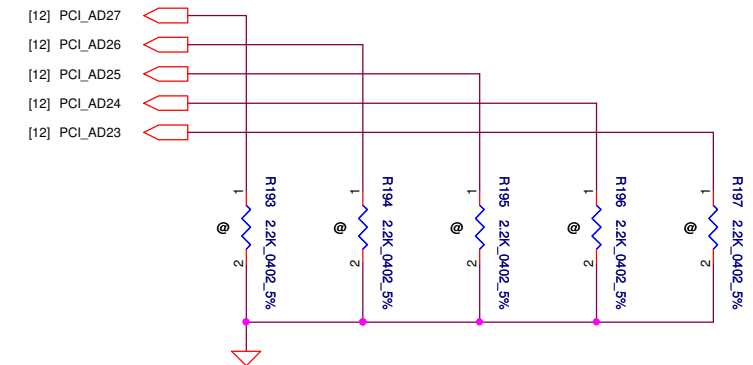 [12] PCI_AD27
[12] PCI_AD26
[12] PCI_AD25
[12] PCI_AD24
[12] PCI_AD23
1
R193 2.2K_0402_5%
@
2
1
R194 2.2K_0402_5%
@
2
1
R195 2.2K_0402_5%
@
2
1
R196 2.2K_0402_5%
@
2
1
R197 2.2K_0402_5%
@
2